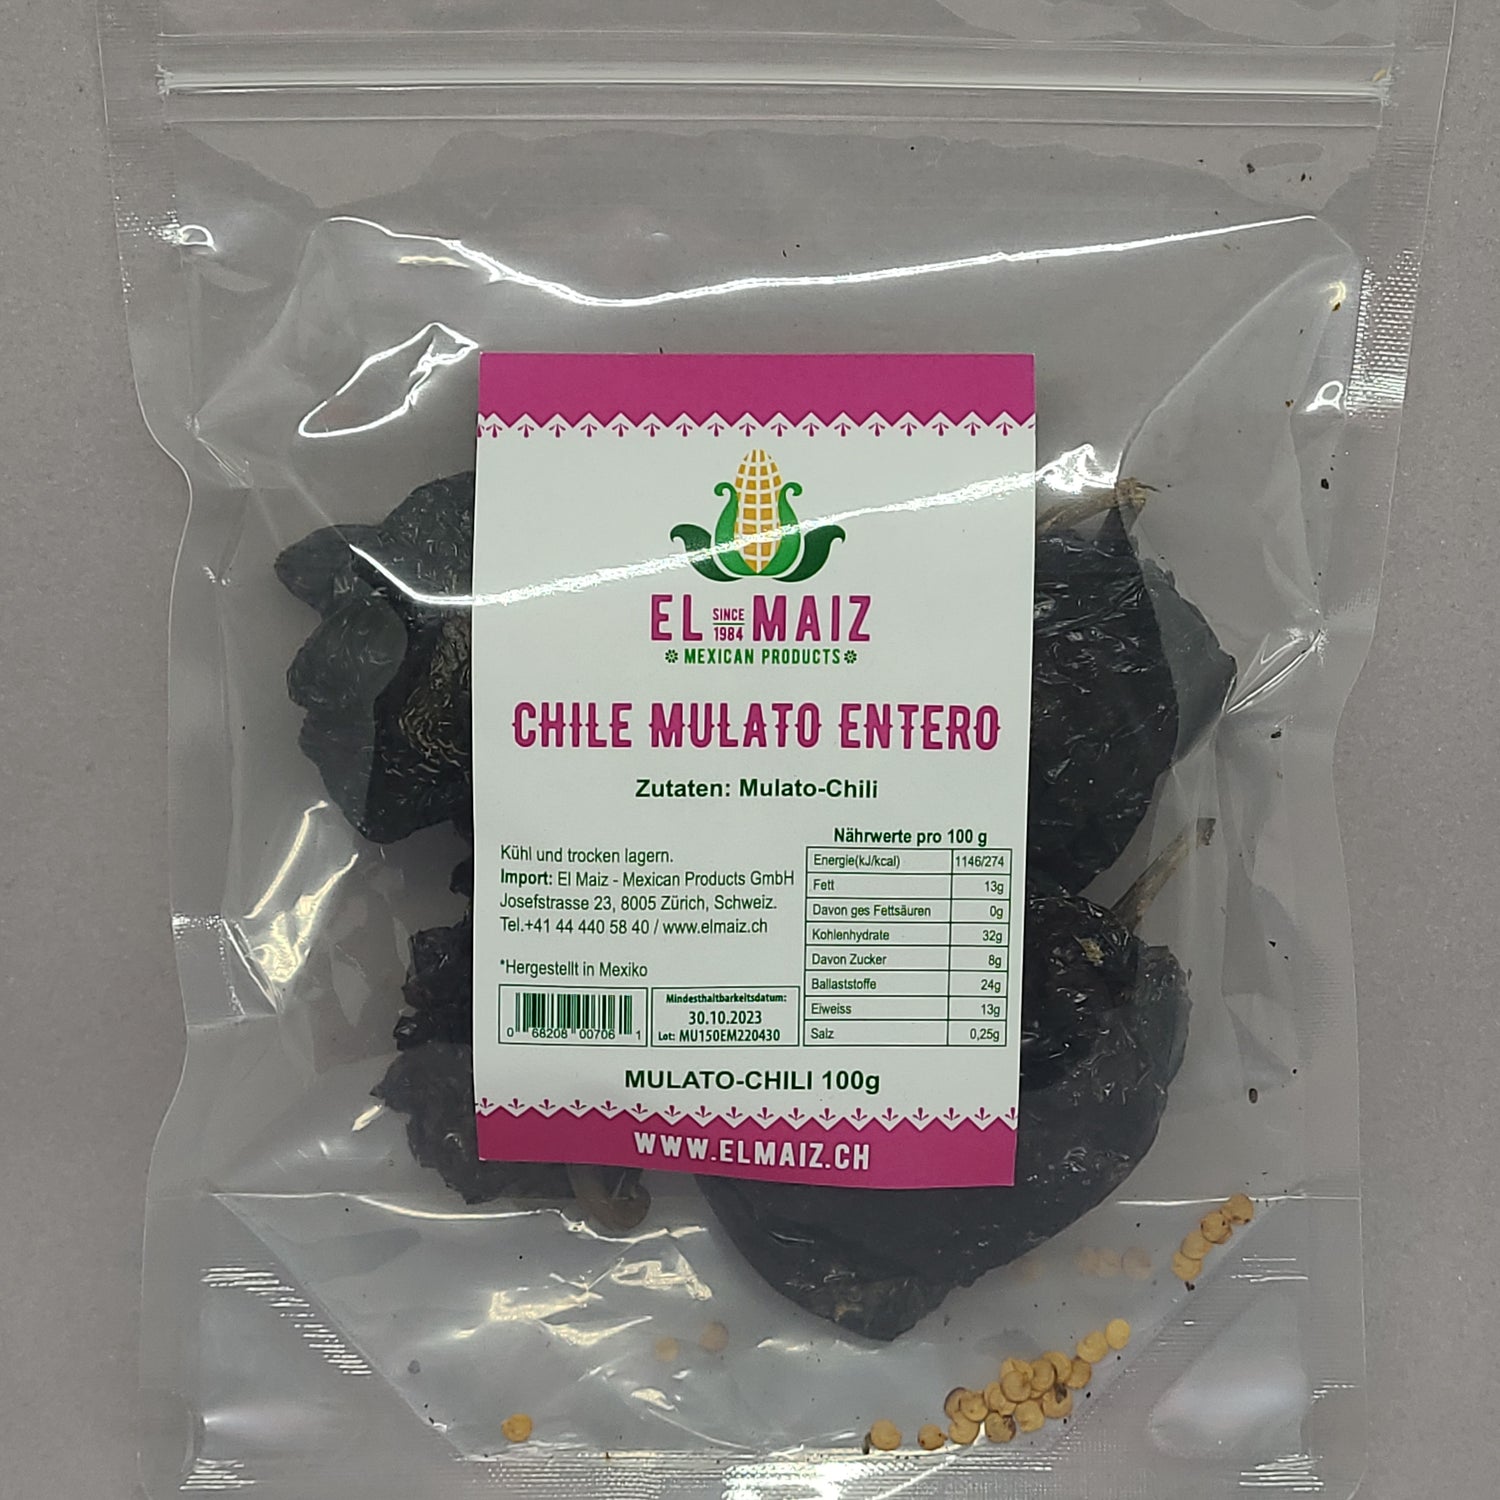 EL SINCE 1984 MAIZ
MEXICAN PRODUCTS
CHILE MULATO ENTERO
Zutaten: Mulato-Chili
Kühl und trocken lagern.
Import: El Maiz - Mexican Products GmbH
Josefstrasse 23, 8005 Zürich, Schweiz.
Tel.+41 44 440 58 40 / www.elmaiz.ch
*Hergestellt in Mexiko
0 68208 00706 1
Mindesthaltbarkeitsdatum:
30.10.2023
Lot: MU150EM220430
Nährwerte pro 100 g
Energie(kJ/kcal) 1146/274
Fett 13g
Davon ges Fettsäuren 0g
Kohlenhydrate 32g
Davon Zucker 8g
Ballaststoffe 24g
Eiweiss 13g
Salz 0,25g
MULATO-CHILI 100g
WWW.ELMAIZ.CH